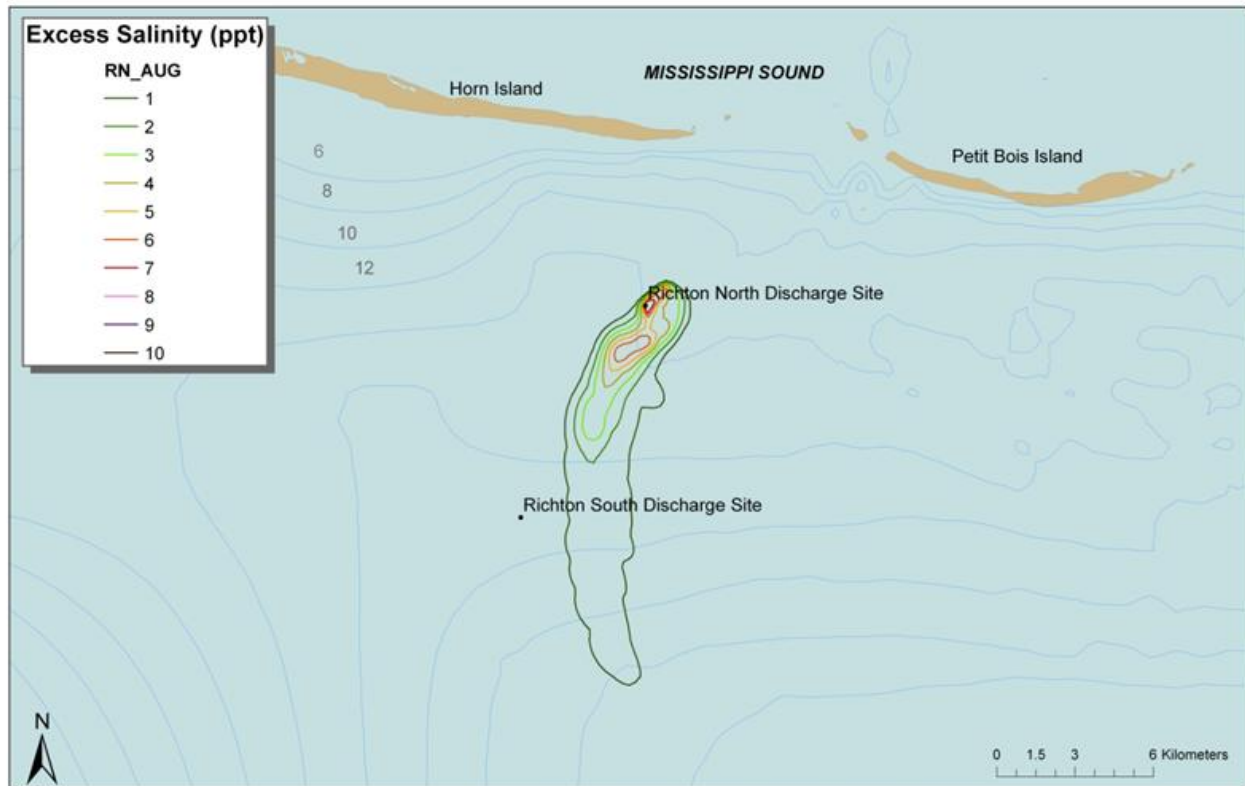 Excess Salinity (ppt)
RN_AUG
1
2
3
4
5
6
7
8
9
10
MISSISSIPPI SOUND
Horn Island
Petit Bois Island
6
8
10
12
Richton North Discharge Site
Richton South Discharge Site
N
0 1.5 3 6 Kilometers